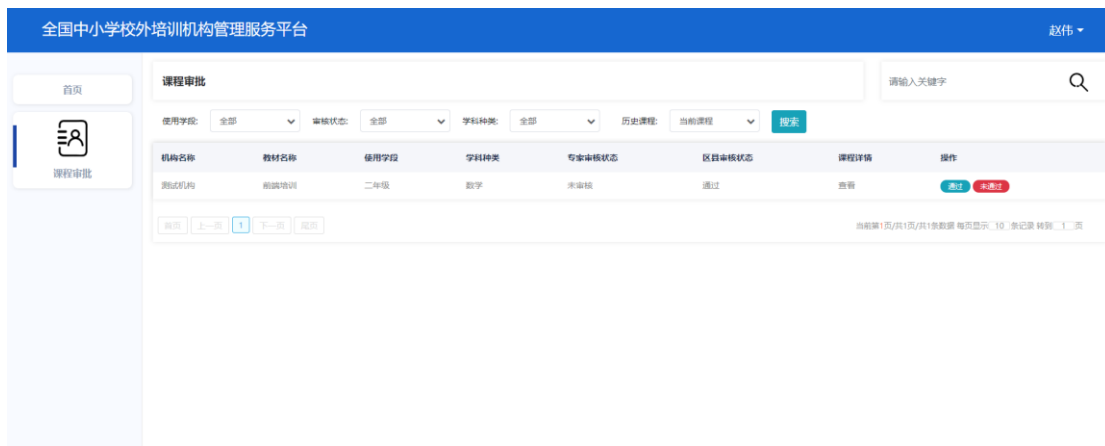 全国中小学校外培训机构管理服务平台
赵伟
首页
课程审批
课程审批
请输入关键字
使用学段: 全部 审核状态: 全部 学科种类: 全部 历史课程: 当前课程 搜索
机构名称 教材名称 使用学段 学科种类 专家审核状态 区县审核状态 课程详情 操作
测试机构 前端培训 二年级 数学 未审核 通过 查看 通过 未通过
首页 上一页 1 下一页 尾页
当前第1页/共1页/共1条数据 每页显示 10 条记录 转到 1 页